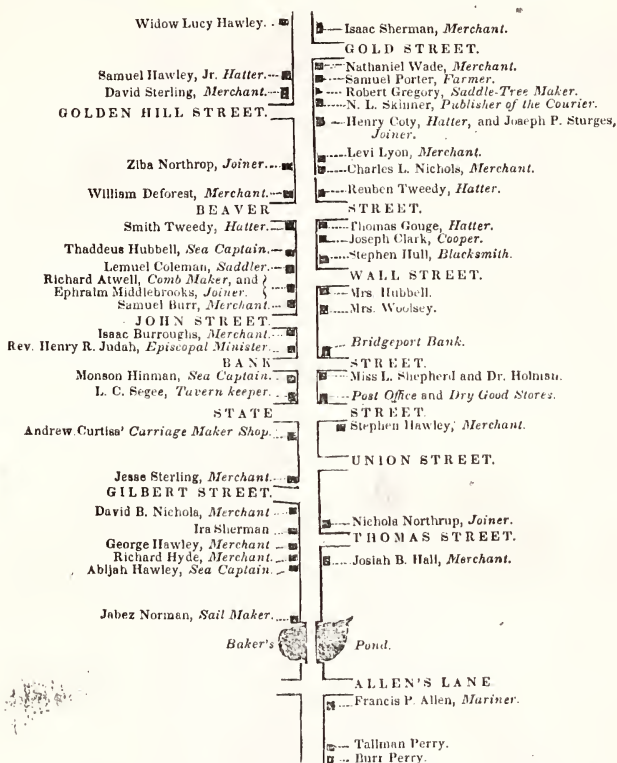 Widow Lucy Hawley.
Isaac Sherman, Merchant.
GOLD STREET.
Nathaniel Wade, Merchant.
Samuel Hawley, Jr. Hatter.
Samuel Porter, Farmer.
David Sterling, Merchant.
Robert Gregory, Saddle-Tree Maker.
N. L. Skinner, Publisher of the Courier.
GOLDEN HILL STREET.
Henry Coty, Hatter, and Joseph P. Sturges,
Joiner.
Levi Lyon, Merchant.
Ziba Northrop, Joiner.
Charles L. Nichols, Merchant.
William Deforest, Merchant.
Reuben Tweedy, Hatter.
BEAVER STREET.
Smith Tweedy, Hatter.
Thomas Gouge, Hatter.
Joseph Clark, Cooper.
Thaddeus Hubbell, Sea Captain.
Stephen Hull, Blacksmith.
Lemuel Coleman, Saddler.
WALL STREET.
Richard Atwell, Comb Maker, and
Ephraim Middlebrooks, Joiner.
Mrs. Hubbell.
Samuel Burr, Merchant.
Mrs. Woolsey.
JOHN STREET.
Isaac Burroughs, Merchant.
Rev. Henry R. Judah, Episcopal Minister.
Bridgeport Bank.
BANK STREET.
Monson Hinman, Sea Captain.
Miss L. Shepherd and Dr. Holman.
L. C. Segee, Tavern keeper.
Post Office and Dry Good Stores.
STATE STREET.
Andrew Curtiss' Carriage Maker Shop.
Stephen Hawley, Merchant.
UNION STREET.
Jesse Sterling, Merchant.
GILBERT STREET.
David B. Nichola, Merchant
Nichola Northrup, Joiner.
Ira Sherman
THOMAS STREET.
George Hawley, Merchant
Richard Hyde, Merchant.
Josiah B. Hall, Merchant.
Abijah Hawley, Sea Captain.
Jabez Norman, Sail Maker.
Baker's Pond.
ALLEN'S LANE
Francis P. Allen, Mariner.
Tallman Perry.
Burr Perry.